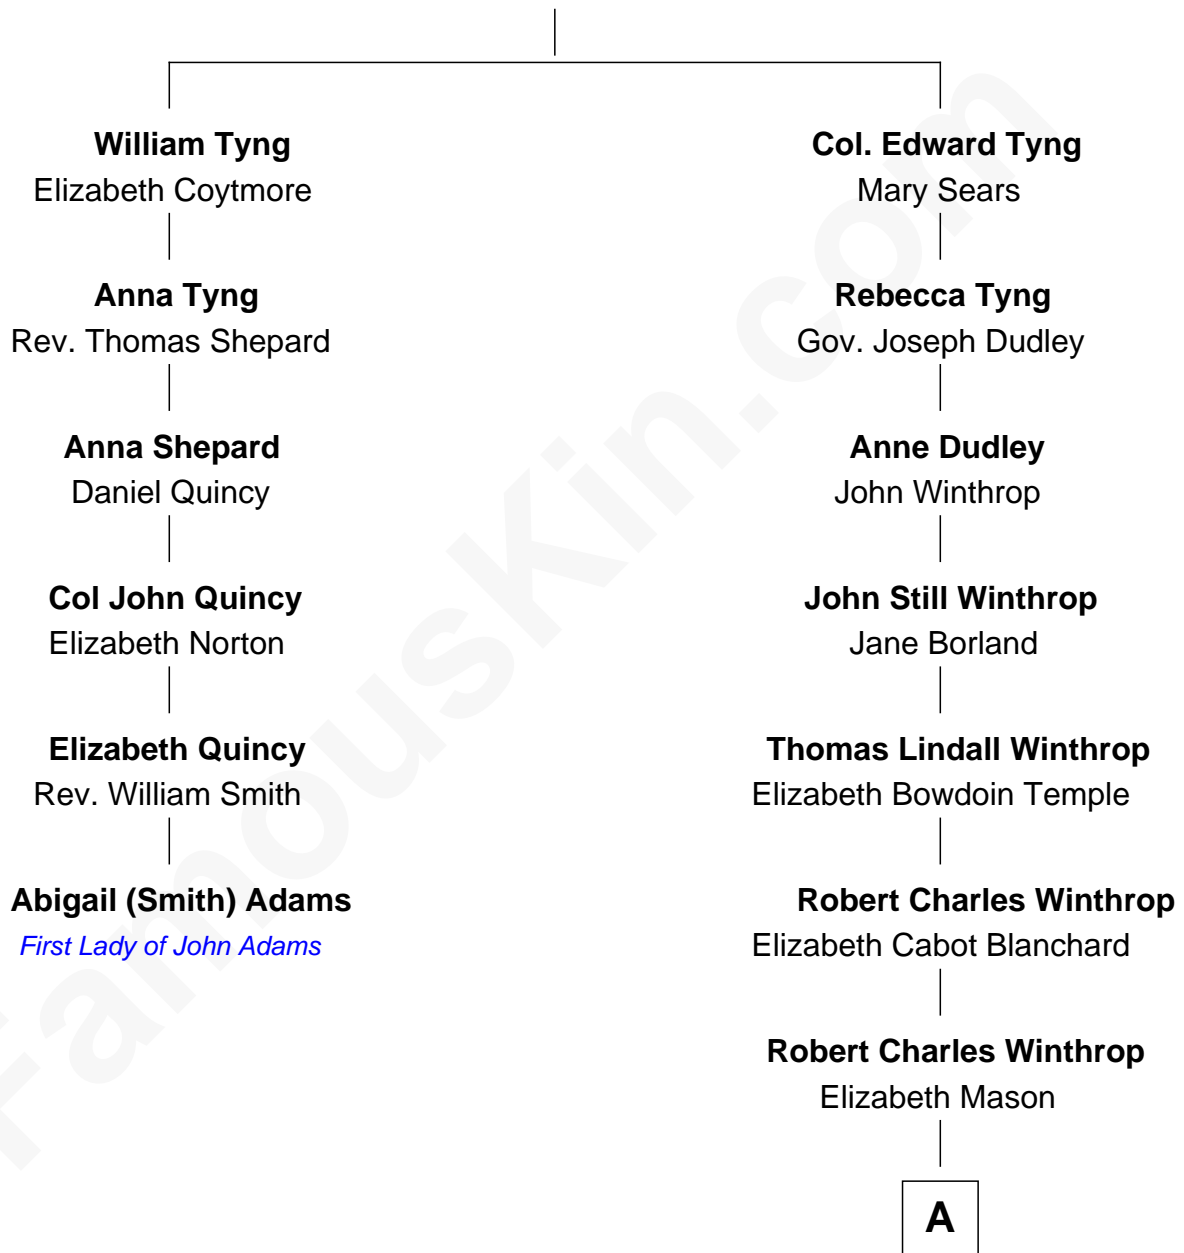 William Tyng
Elizabeth Coytmore
Anna Tyng
Rev. Thomas Shepard
Anna Shepard
Daniel Quincy
Col John Quincy
Elizabeth Norton
Elizabeth Quincy
Rev. William Smith
Abigail (Smith) Adams
First Lady of John Adams
Col. Edward Tyng
Mary Sears
Rebecca Tyng
Gov. Joseph Dudley
Anne Dudley
John Winthrop
John Still Winthrop
Jane Borland
Thomas Lindall Winthrop
Elizabeth Bowdoin Temple
Robert Charles Winthrop
Elizabeth Cabot Blanchard
Robert Charles Winthrop
Elizabeth Mason
A
FamousKin.com